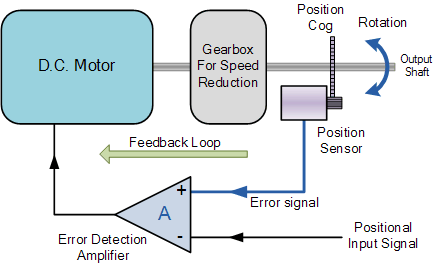 Position
Cog
Rotation
D.C. Motor
Gearbox
For Speed
Reduction
Output
Shaft
Position
Sensor
Feedback Loop
+
A
-
Error signal
Error Detection
Amplifier
Positional
Input Signal